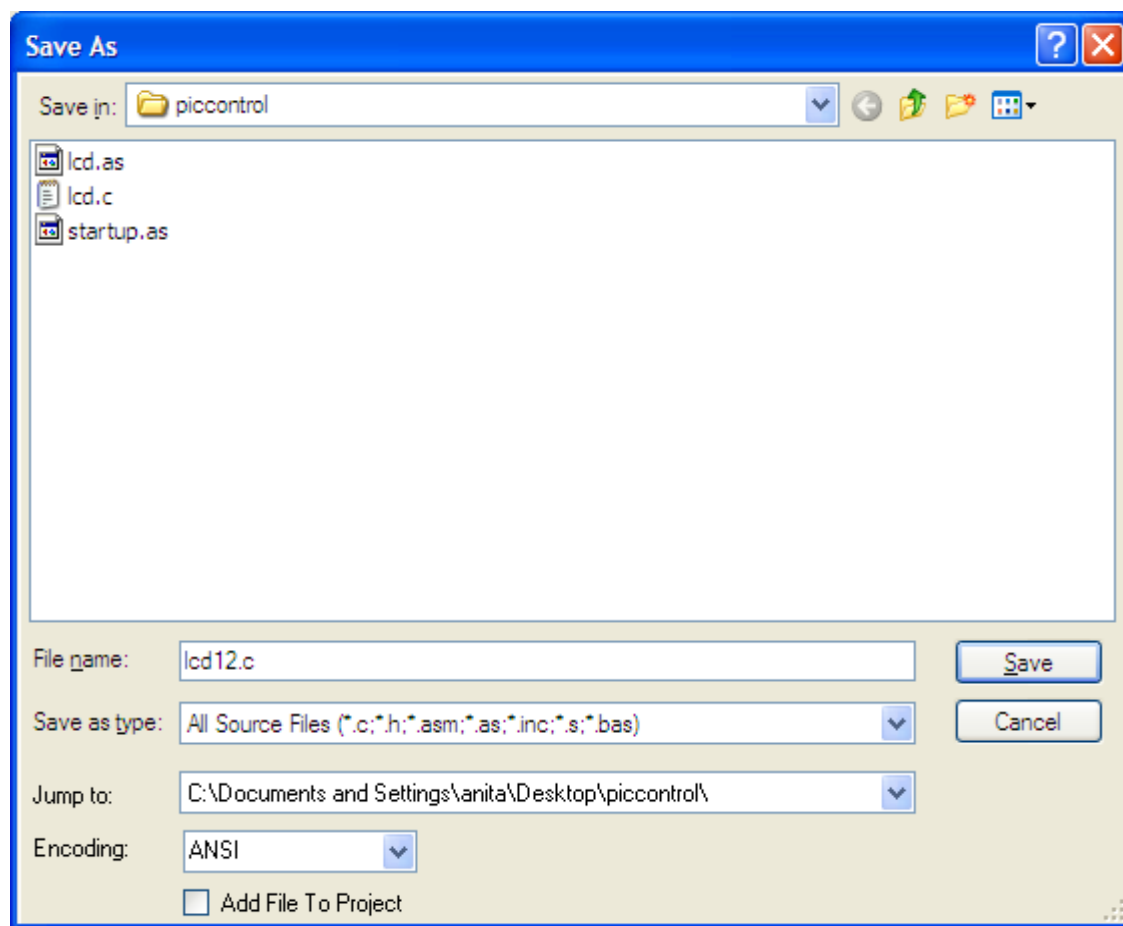 Save As
Save in: piccontrol
lcd.as
lcd.c
startup.as
File name: lcd12.c Save
Save as type: All Source Files (*.c;*.h;*.asm;*.as;*.inc;*.s;*.bas) Cancel
Jump to: C:\Documents and Settings\anita\Desktop\piccontrol\
Encoding: ANSI
Add File To Project